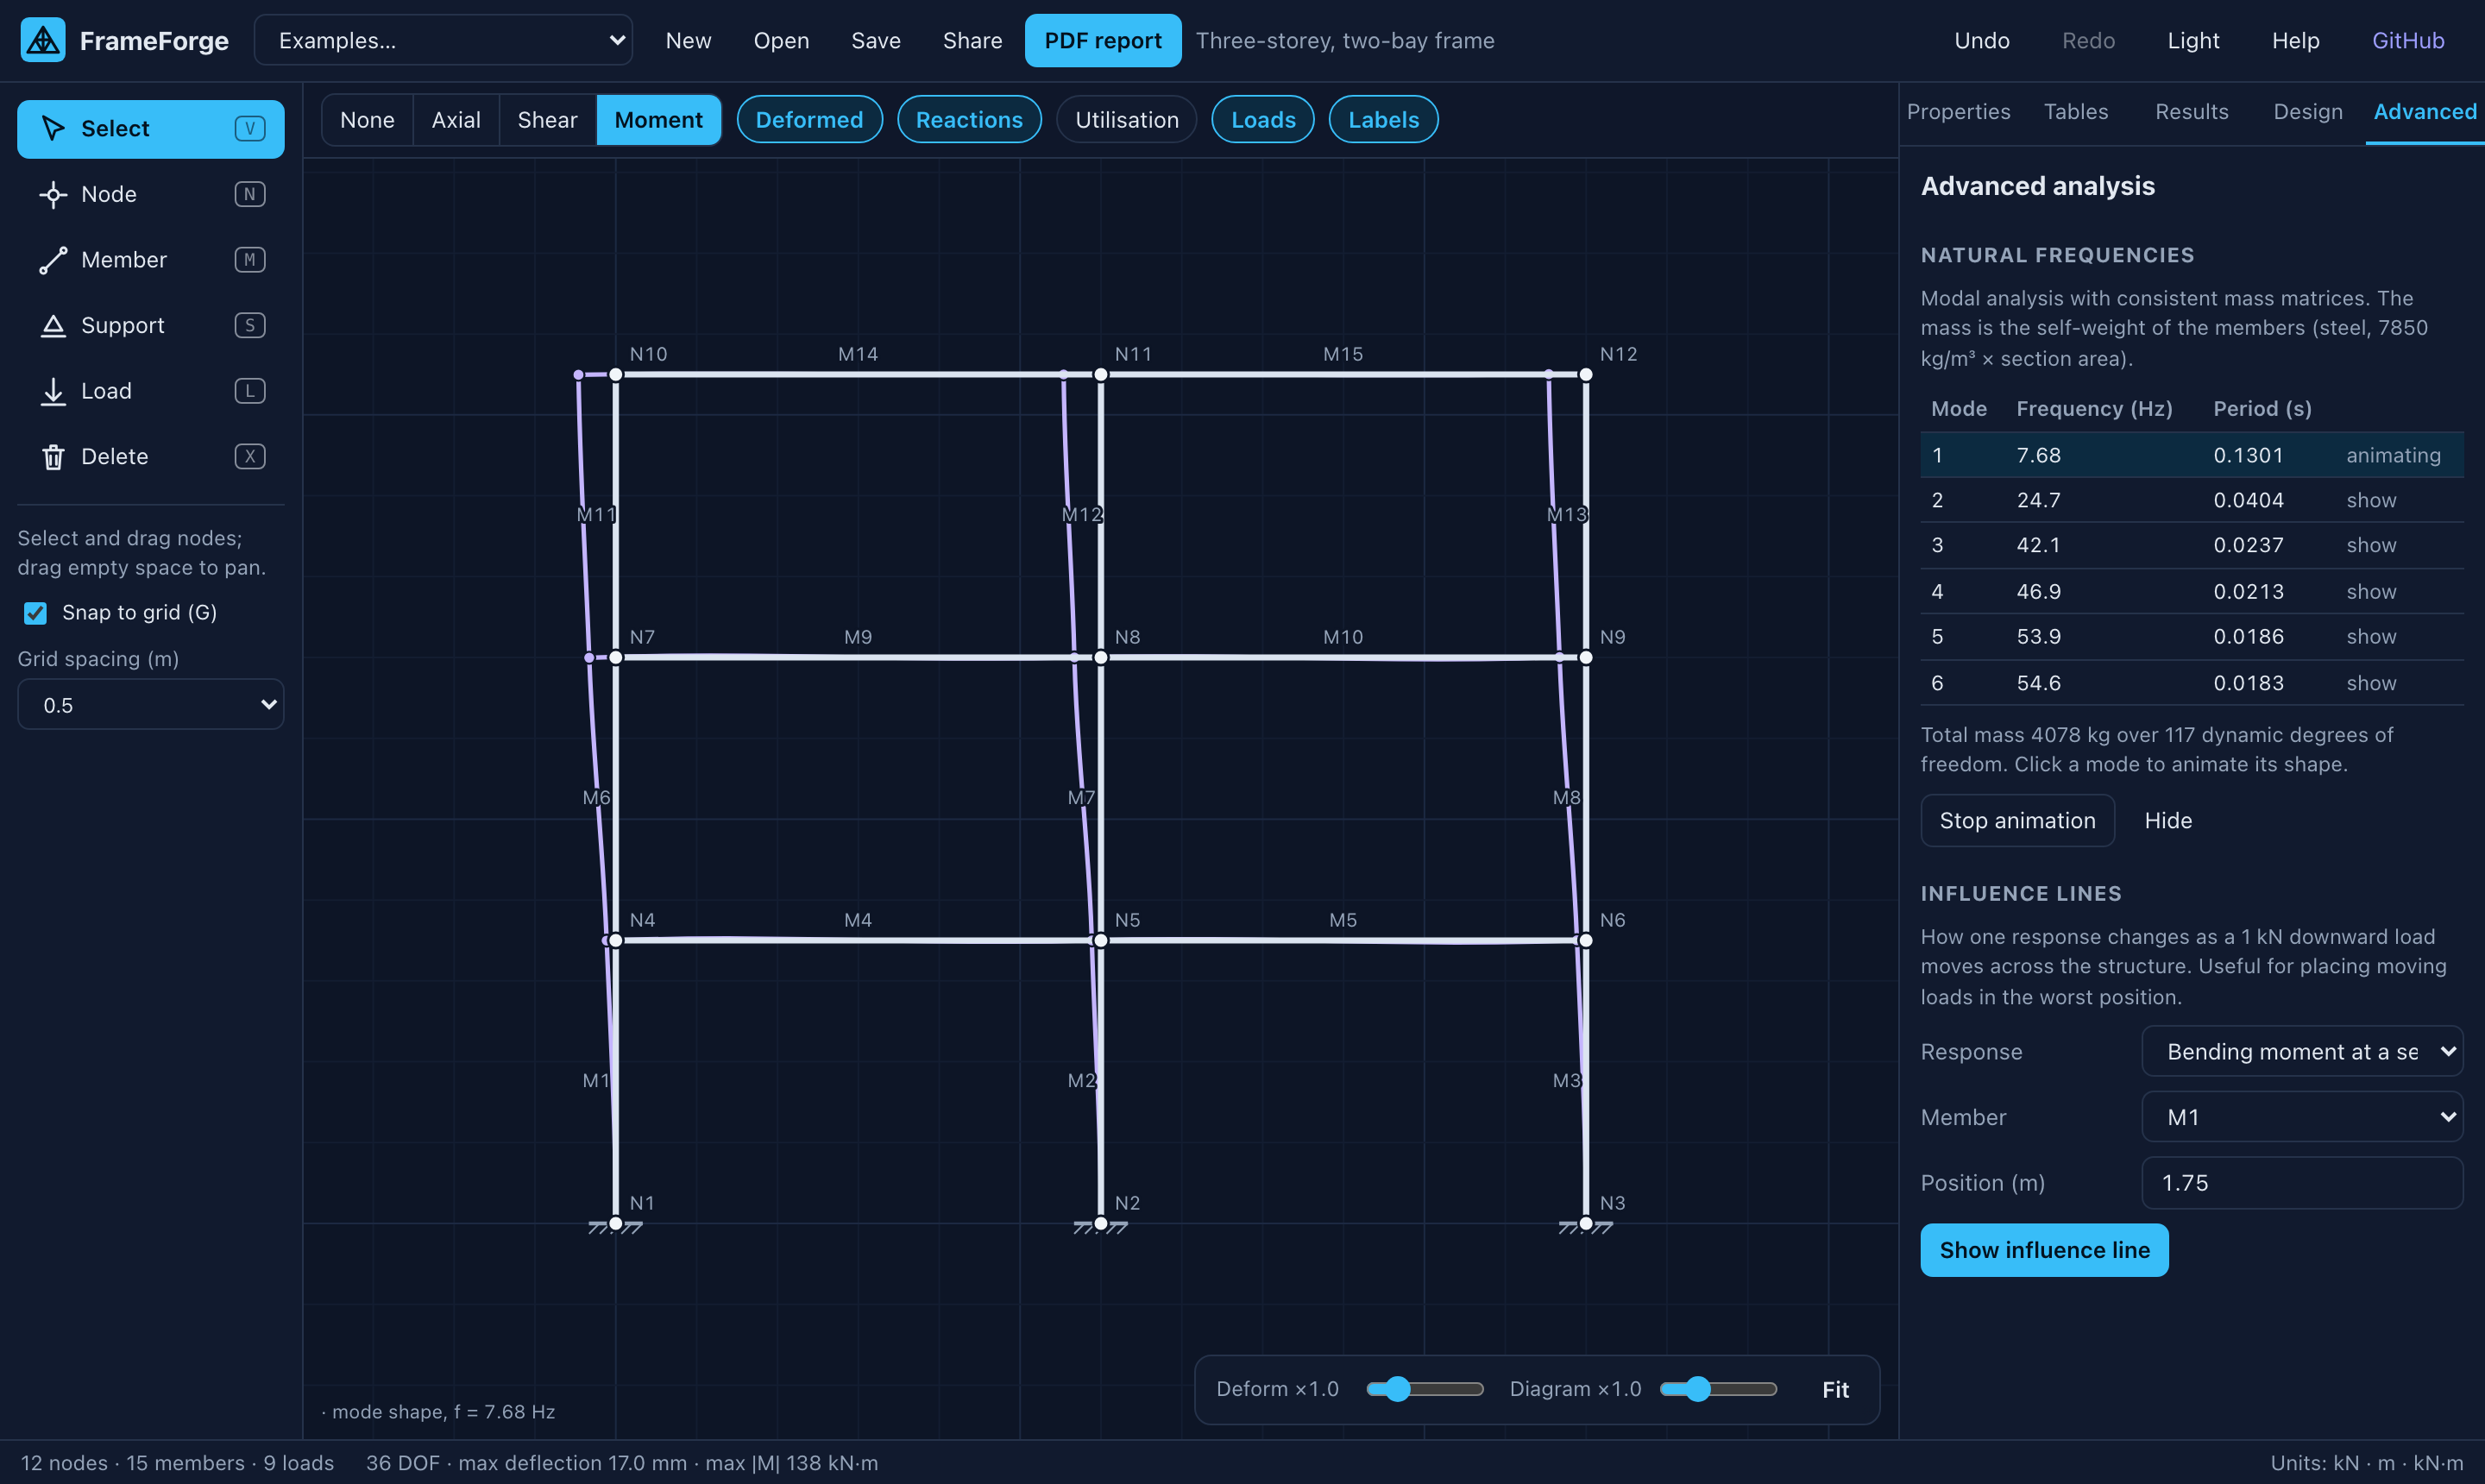 FrameForge
Examples...
New
Open
Save
Share
PDF report
Three-storey, two-bay frame
Undo
Redo
Light
Help
GitHub
Select V
Node N
Member M
Support S
Load L
Delete X
Select and drag nodes;
drag empty space to pan.
Snap to grid (G)
Grid spacing (m)
0.5
None
Axial
Shear
Moment
Deformed
Reactions
Utilisation
Loads
Labels
N10 M14 N11 M15 N12
M11 M12 M13
N7 M9 N8 M10 N9
M6 M7 M8
N4 M4 N5 M5 N6
M1 M2 M3
N1 N2 N3
· mode shape, f = 7.68 Hz
Deform ×1.0
Diagram ×1.0
Fit
Properties
Tables
Results
Design
Advanced
Advanced analysis
NATURAL FREQUENCIES
Modal analysis with consistent mass matrices. The
mass is the self-weight of the members (steel, 7850
kg/m³ × section area).
Mode Frequency (Hz) Period (s)
1 7.68 0.1301 animating
2 24.7 0.0404 show
3 42.1 0.0237 show
4 46.9 0.0213 show
5 53.9 0.0186 show
6 54.6 0.0183 show
Total mass 4078 kg over 117 dynamic degrees of
freedom. Click a mode to animate its shape.
Stop animation
Hide
INFLUENCE LINES
How one response changes as a 1 kN downward load
moves across the structure. Useful for placing moving
loads in the worst position.
Response Bending moment at a se
Member M1
Position (m) 1.75
Show influence line
12 nodes · 15 members · 9 loads
36 DOF · max deflection 17.0 mm · max |M| 138 kN·m
Units: kN · m · kN·m